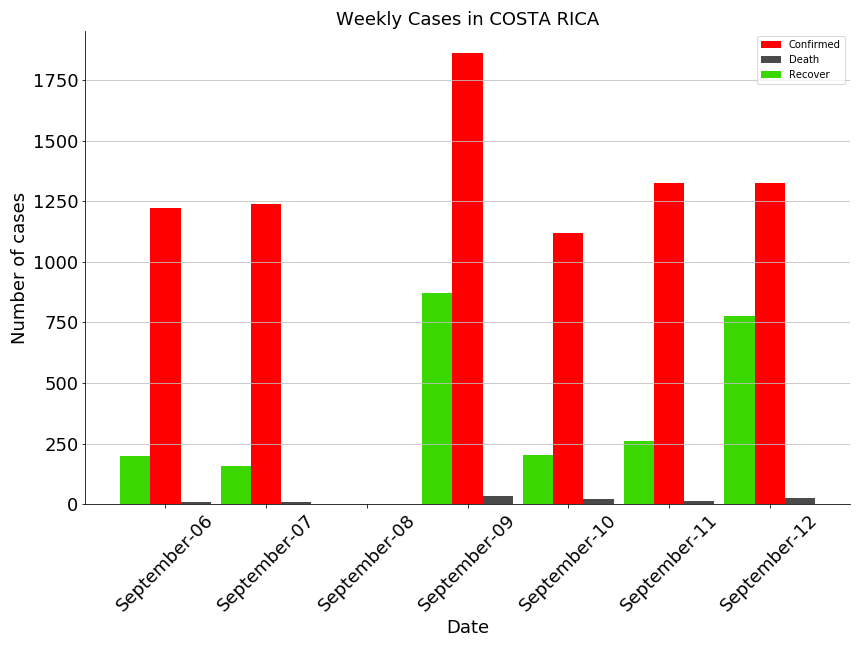 Weekly Cases in COSTA RICA
Confirmed
Death
Recover
Number of cases
1750
1500
1250
1000
750
500
250
0
September-06
September-07
September-08
September-09
September-10
September-11
September-12
Date